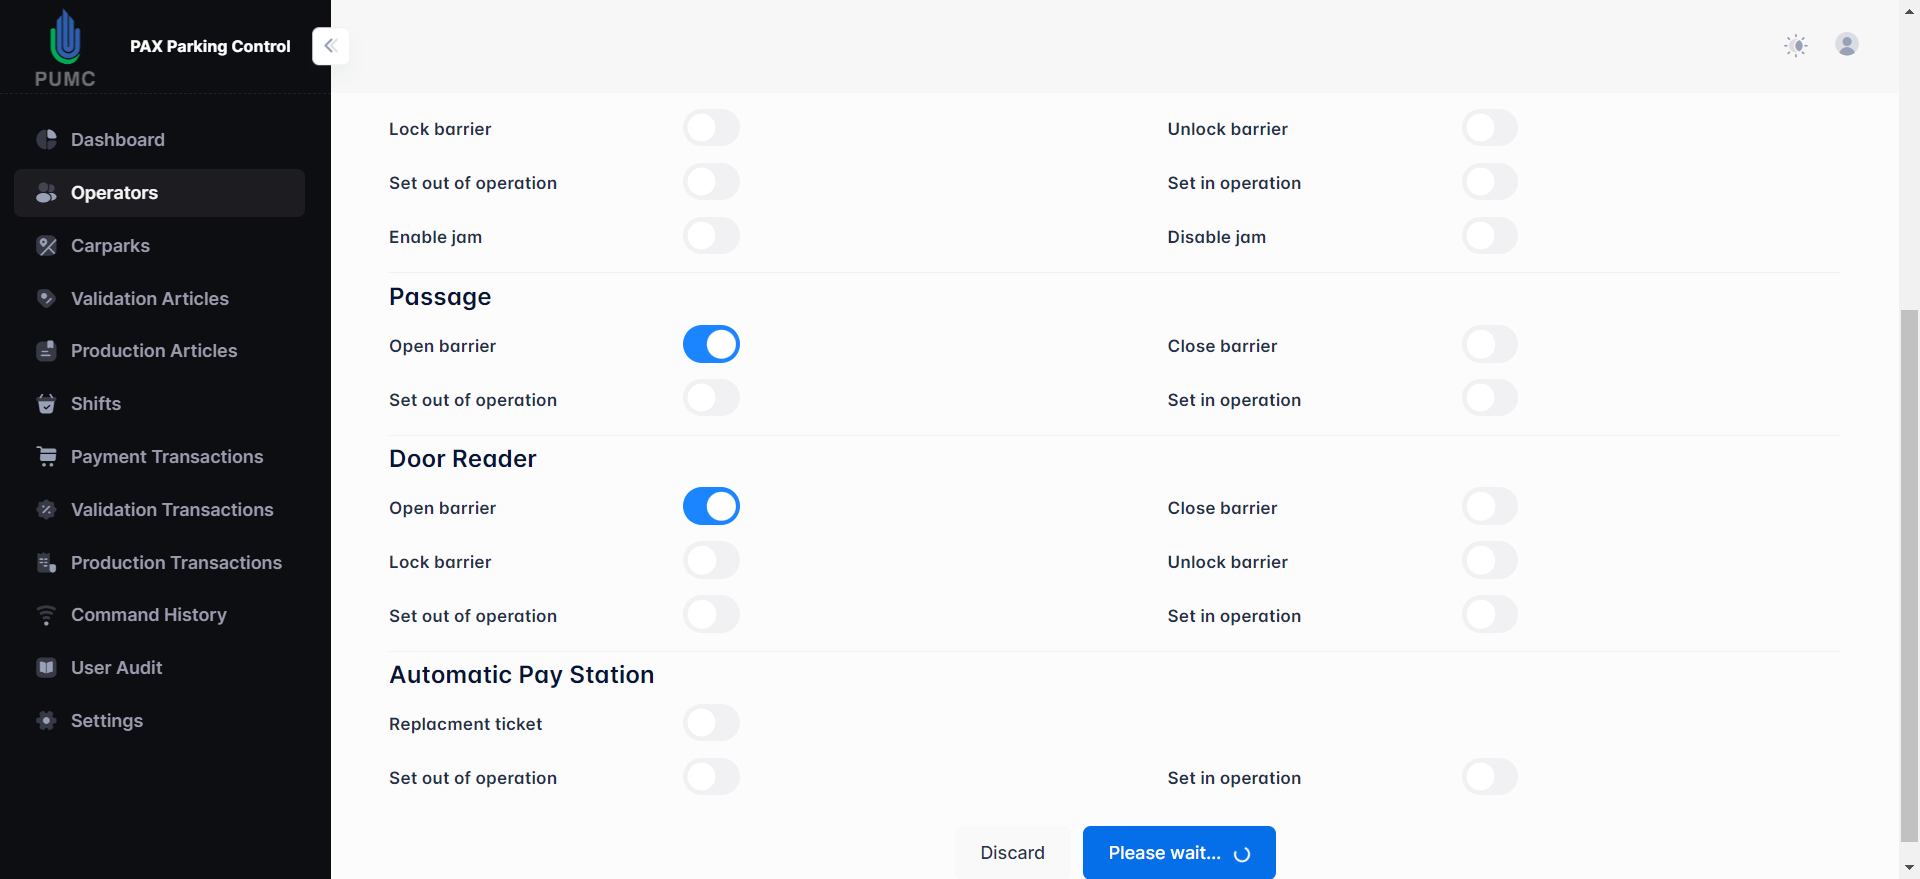 PUMC
PAX Parking Control
Dashboard
Operators
Carparks
Validation Articles
Production Articles
Shifts
Payment Transactions
Validation Transactions
Production Transactions
Command History
User Audit
Settings
Lock barrier
Unlock barrier
Set out of operation
Set in operation
Enable jam
Disable jam
Passage
Open barrier
Close barrier
Set out of operation
Set in operation
Door Reader
Open barrier
Close barrier
Lock barrier
Unlock barrier
Set out of operation
Set in operation
Automatic Pay Station
Replacment ticket
Set out of operation
Set in operation
Discard
Please wait...